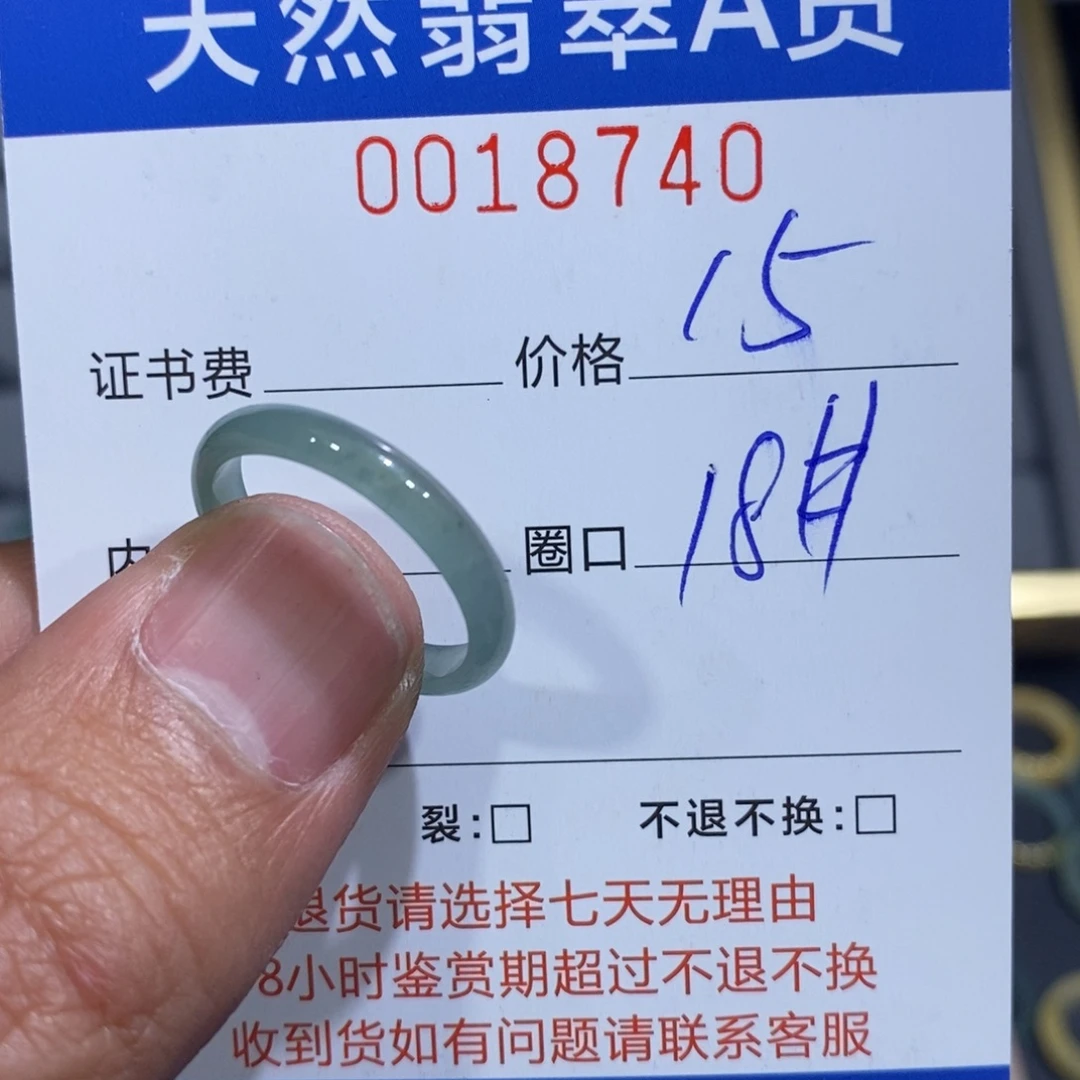 天然翡翠A货
0018740
证书费 价格 15
内 圈口 18
裂:□ 不退不换:□
退货请选择七天无理由
8小时鉴赏期超过不退不换
收到货如有问题请联系客服